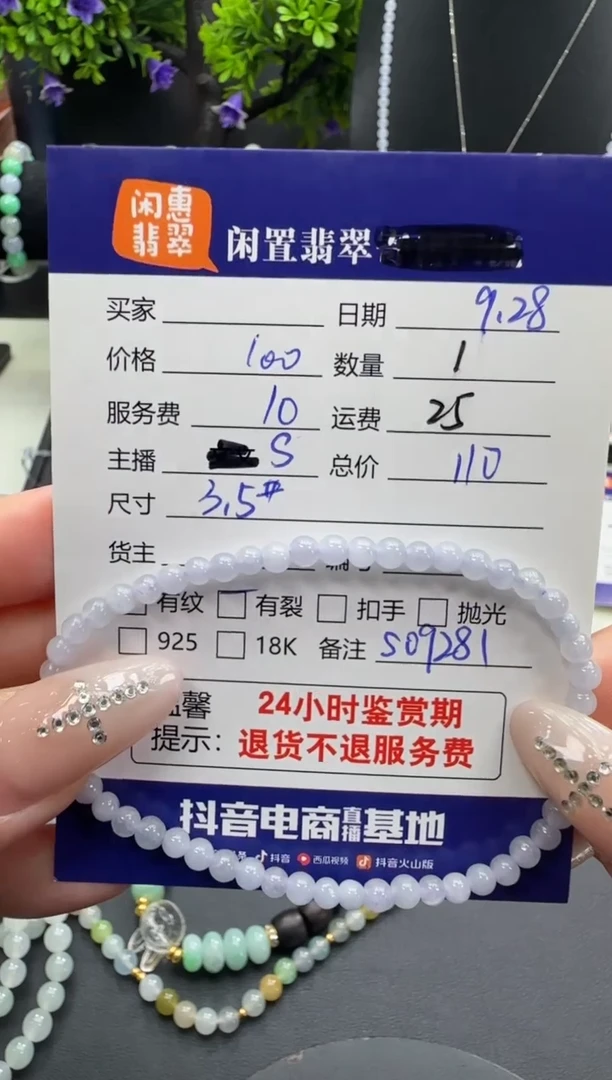 闲惠
翡翠
闲置翡翠
买家 日期 9.28
价格 100 数量 1
服务费 10 运费 25
主播 S 总价 110
尺寸 3.5#
货主
有纹 有裂 扣手 抛光
925 18K 备注 S09281
温馨 24小时鉴赏期
提示: 退货不退服务费
抖音电商直播基地
抖音 西瓜视频 抖音火山版